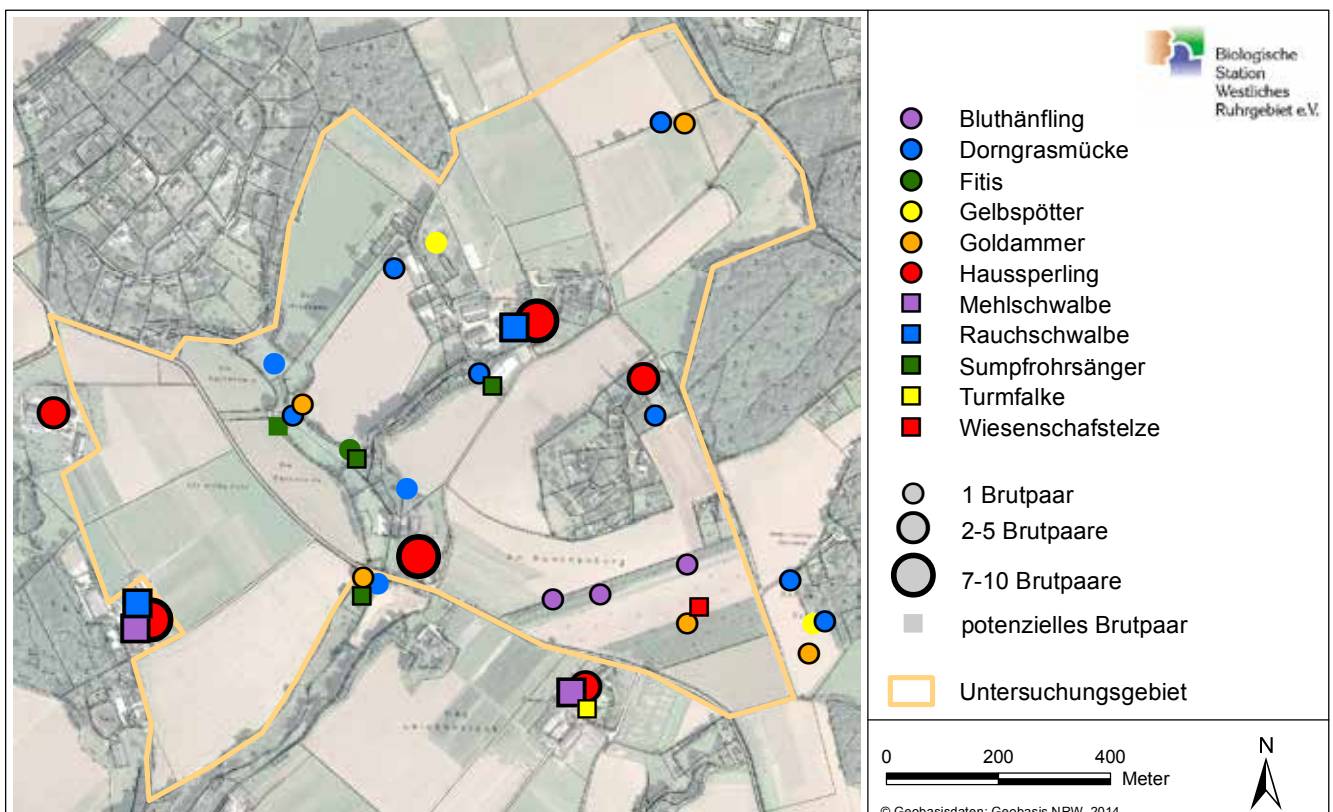 Biologische
Station
Westliches
Ruhrgebiet e.V.
Bluthänfling
Dorngrasmücke
Fitis
Gelbspötter
Goldammer
Haussperling
Mehlschwalbe
Rauchschwalbe
Sumpfrohrsänger
Turmfalke
Wiesenschafstelze
1 Brutpaar
2-5 Brutpaare
7-10 Brutpaare
potenzielles Brutpaar
Untersuchungsgebiet
0 200 400
Meter
N
© Geobasisdaten: Geobasis NRW, 2014